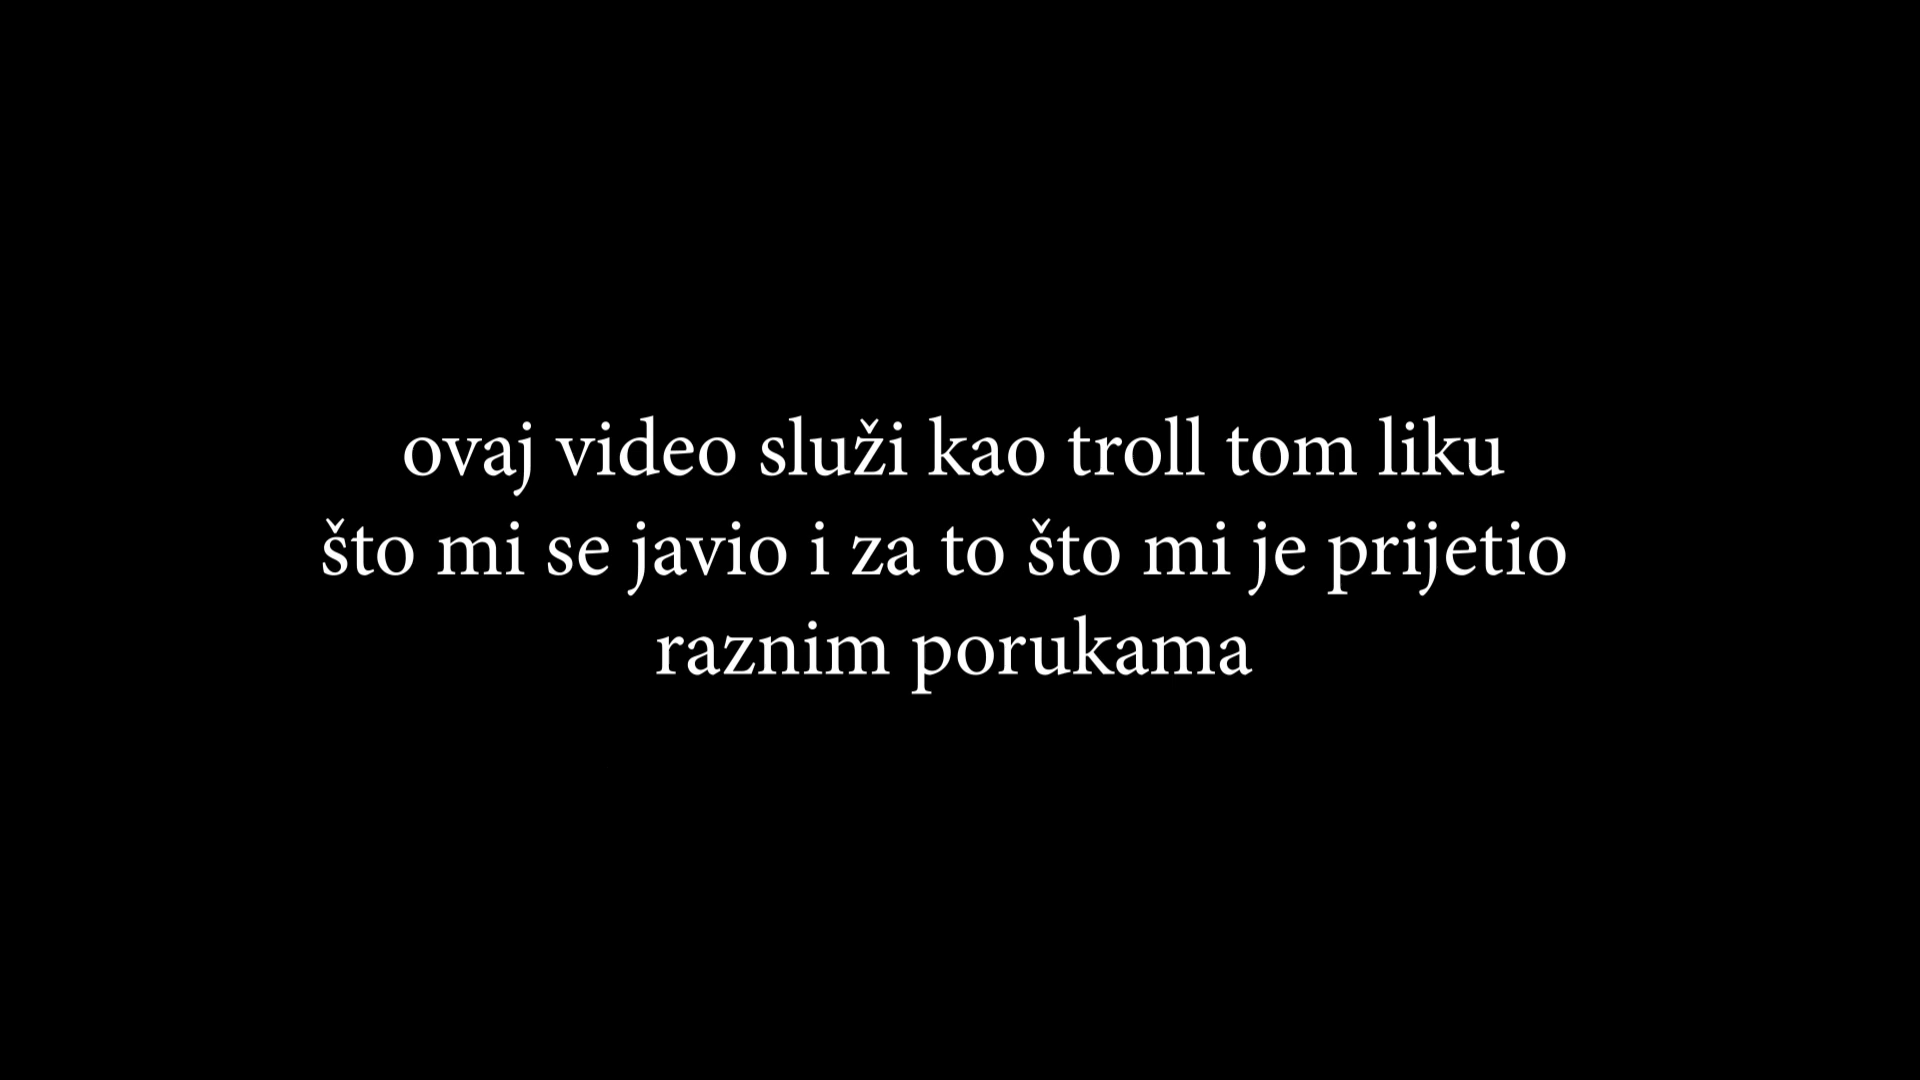 ovaj video služi kao troll tom liku
što mi se javio i za to što mi je prijetio
raznim porukama